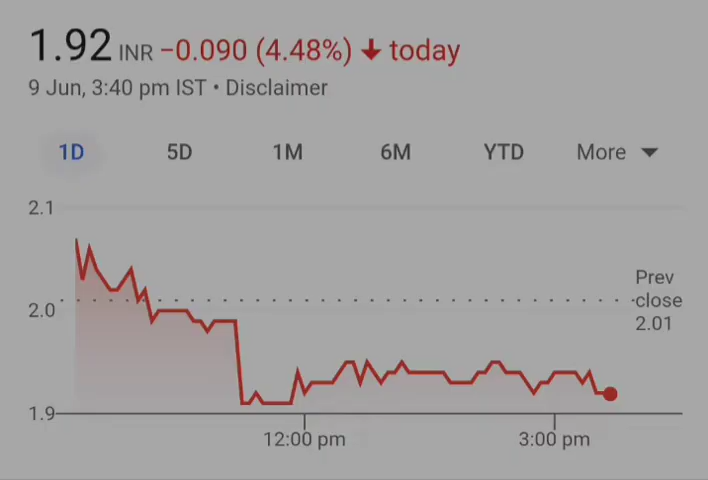 1.92 INR −0.090 (4.48%) ↓ today
9 Jun, 3:40 pm IST • Disclaimer
1D 5D 1M 6M YTD More
2.1
Prev
2.0 close
2.01
1.9
12:00 pm 3:00 pm